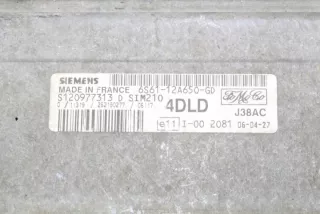 SIEMENS
MADE IN FRANCE 6S61-12A650-GD
S120977313 D SIM210
4DLD
FoMoCo
J38AC
e11 I-00 2081 06-04-27